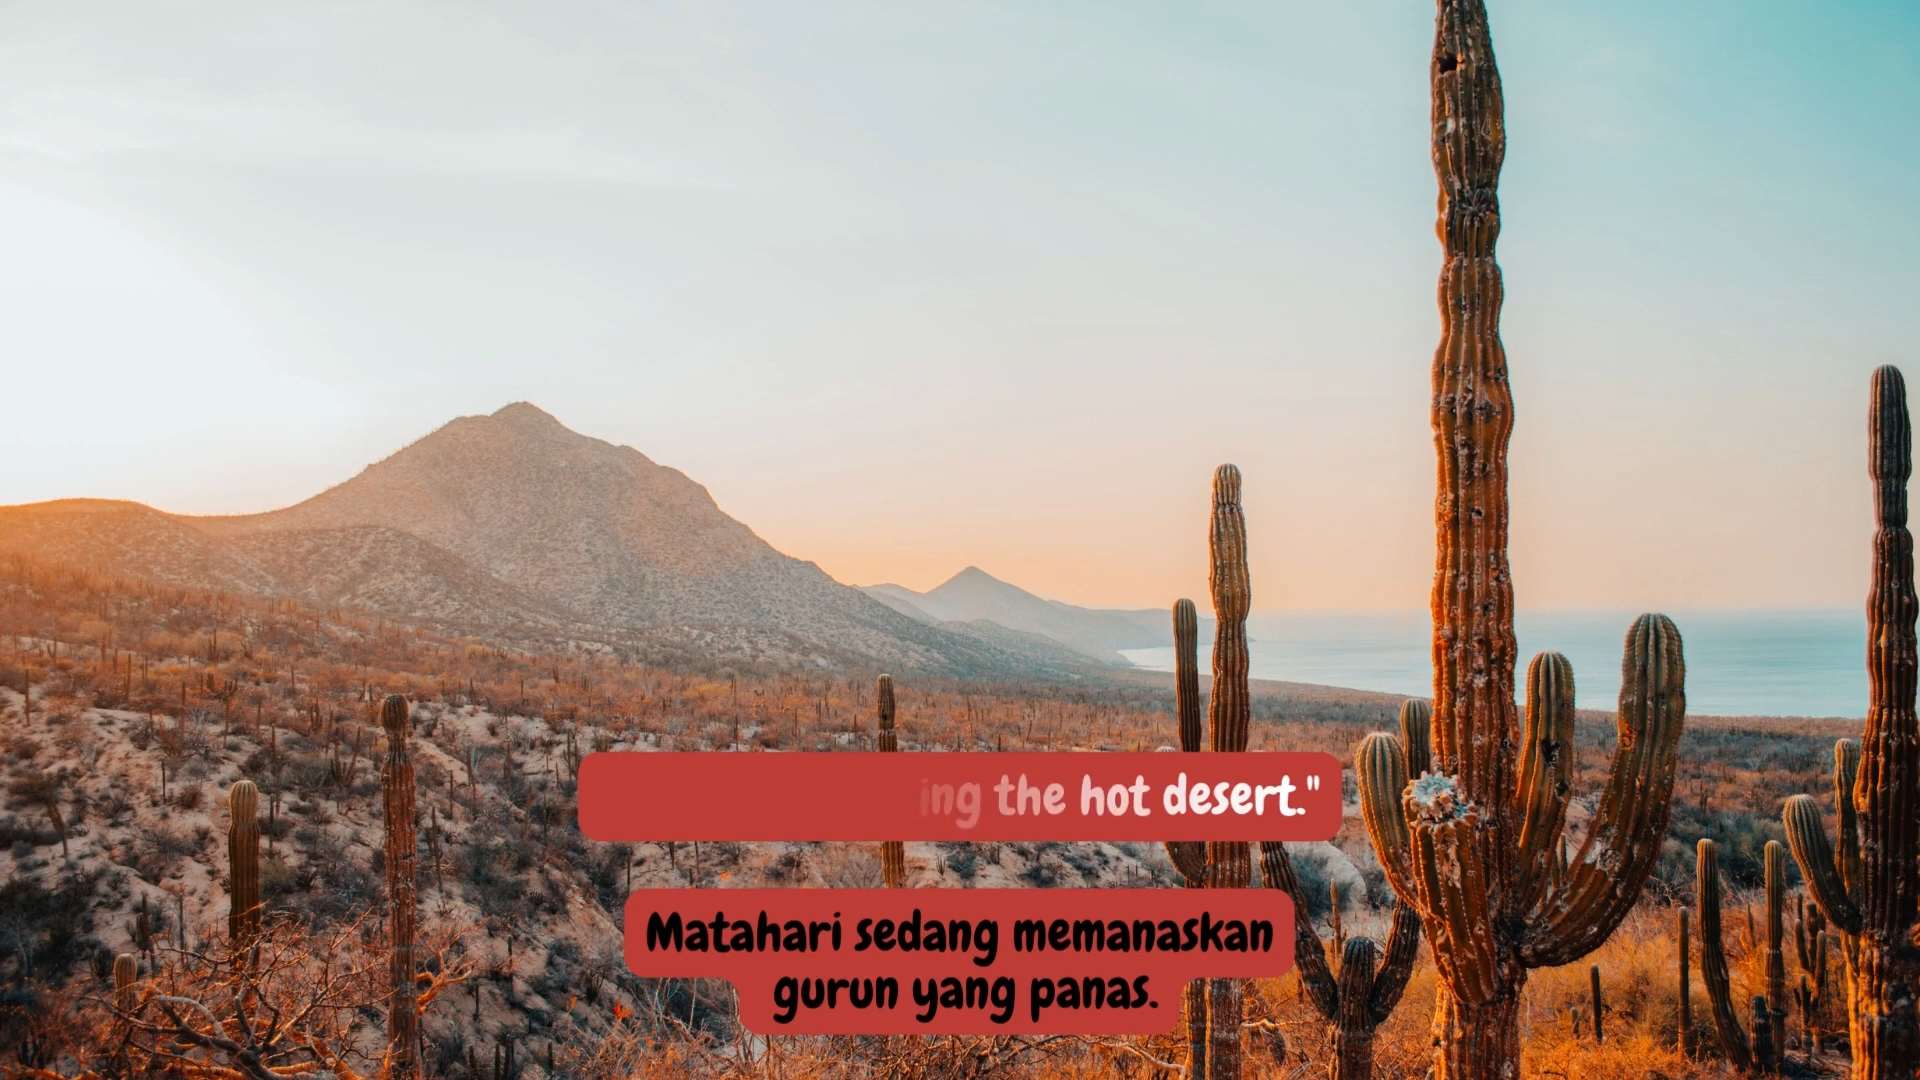 ing the hot desert."
Matahari sedang memanaskan
gurun yang panas.